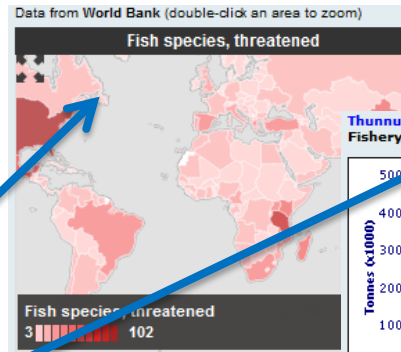 Data from World Bank (double-click an area to zoom)
Fish species, threatened
Thunnu
Fishery
500
400
300
200
100
Tonnes (x1000)
Fish species, threatened
3 102